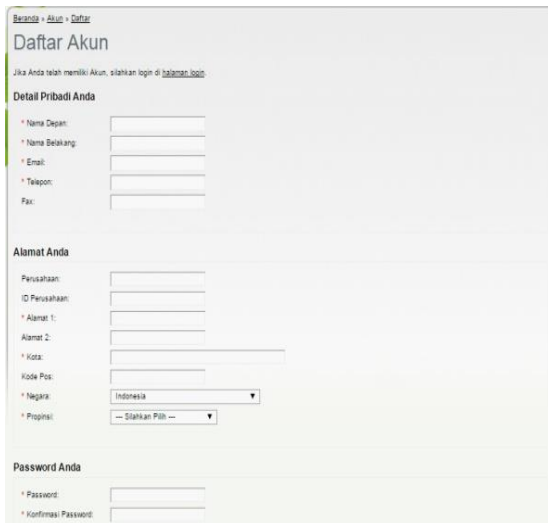 Beranda » Akun » Daftar
Daftar Akun
Jika Anda telah memiliki Akun, silahkan login di halaman login.
Detail Pribadi Anda
* Nama Depan:
* Nama Belakang:
* Email:
* Telepon:
Fax:
Alamat Anda
Perusahaan:
ID Perusahaan:
* Alamat 1:
Alamat 2:
* Kota:
Kode Pos:
* Negara: Indonesia
* Propinsi: --- Silahkan Pilih ---
Password Anda
* Password:
* Konfirmasi Password: